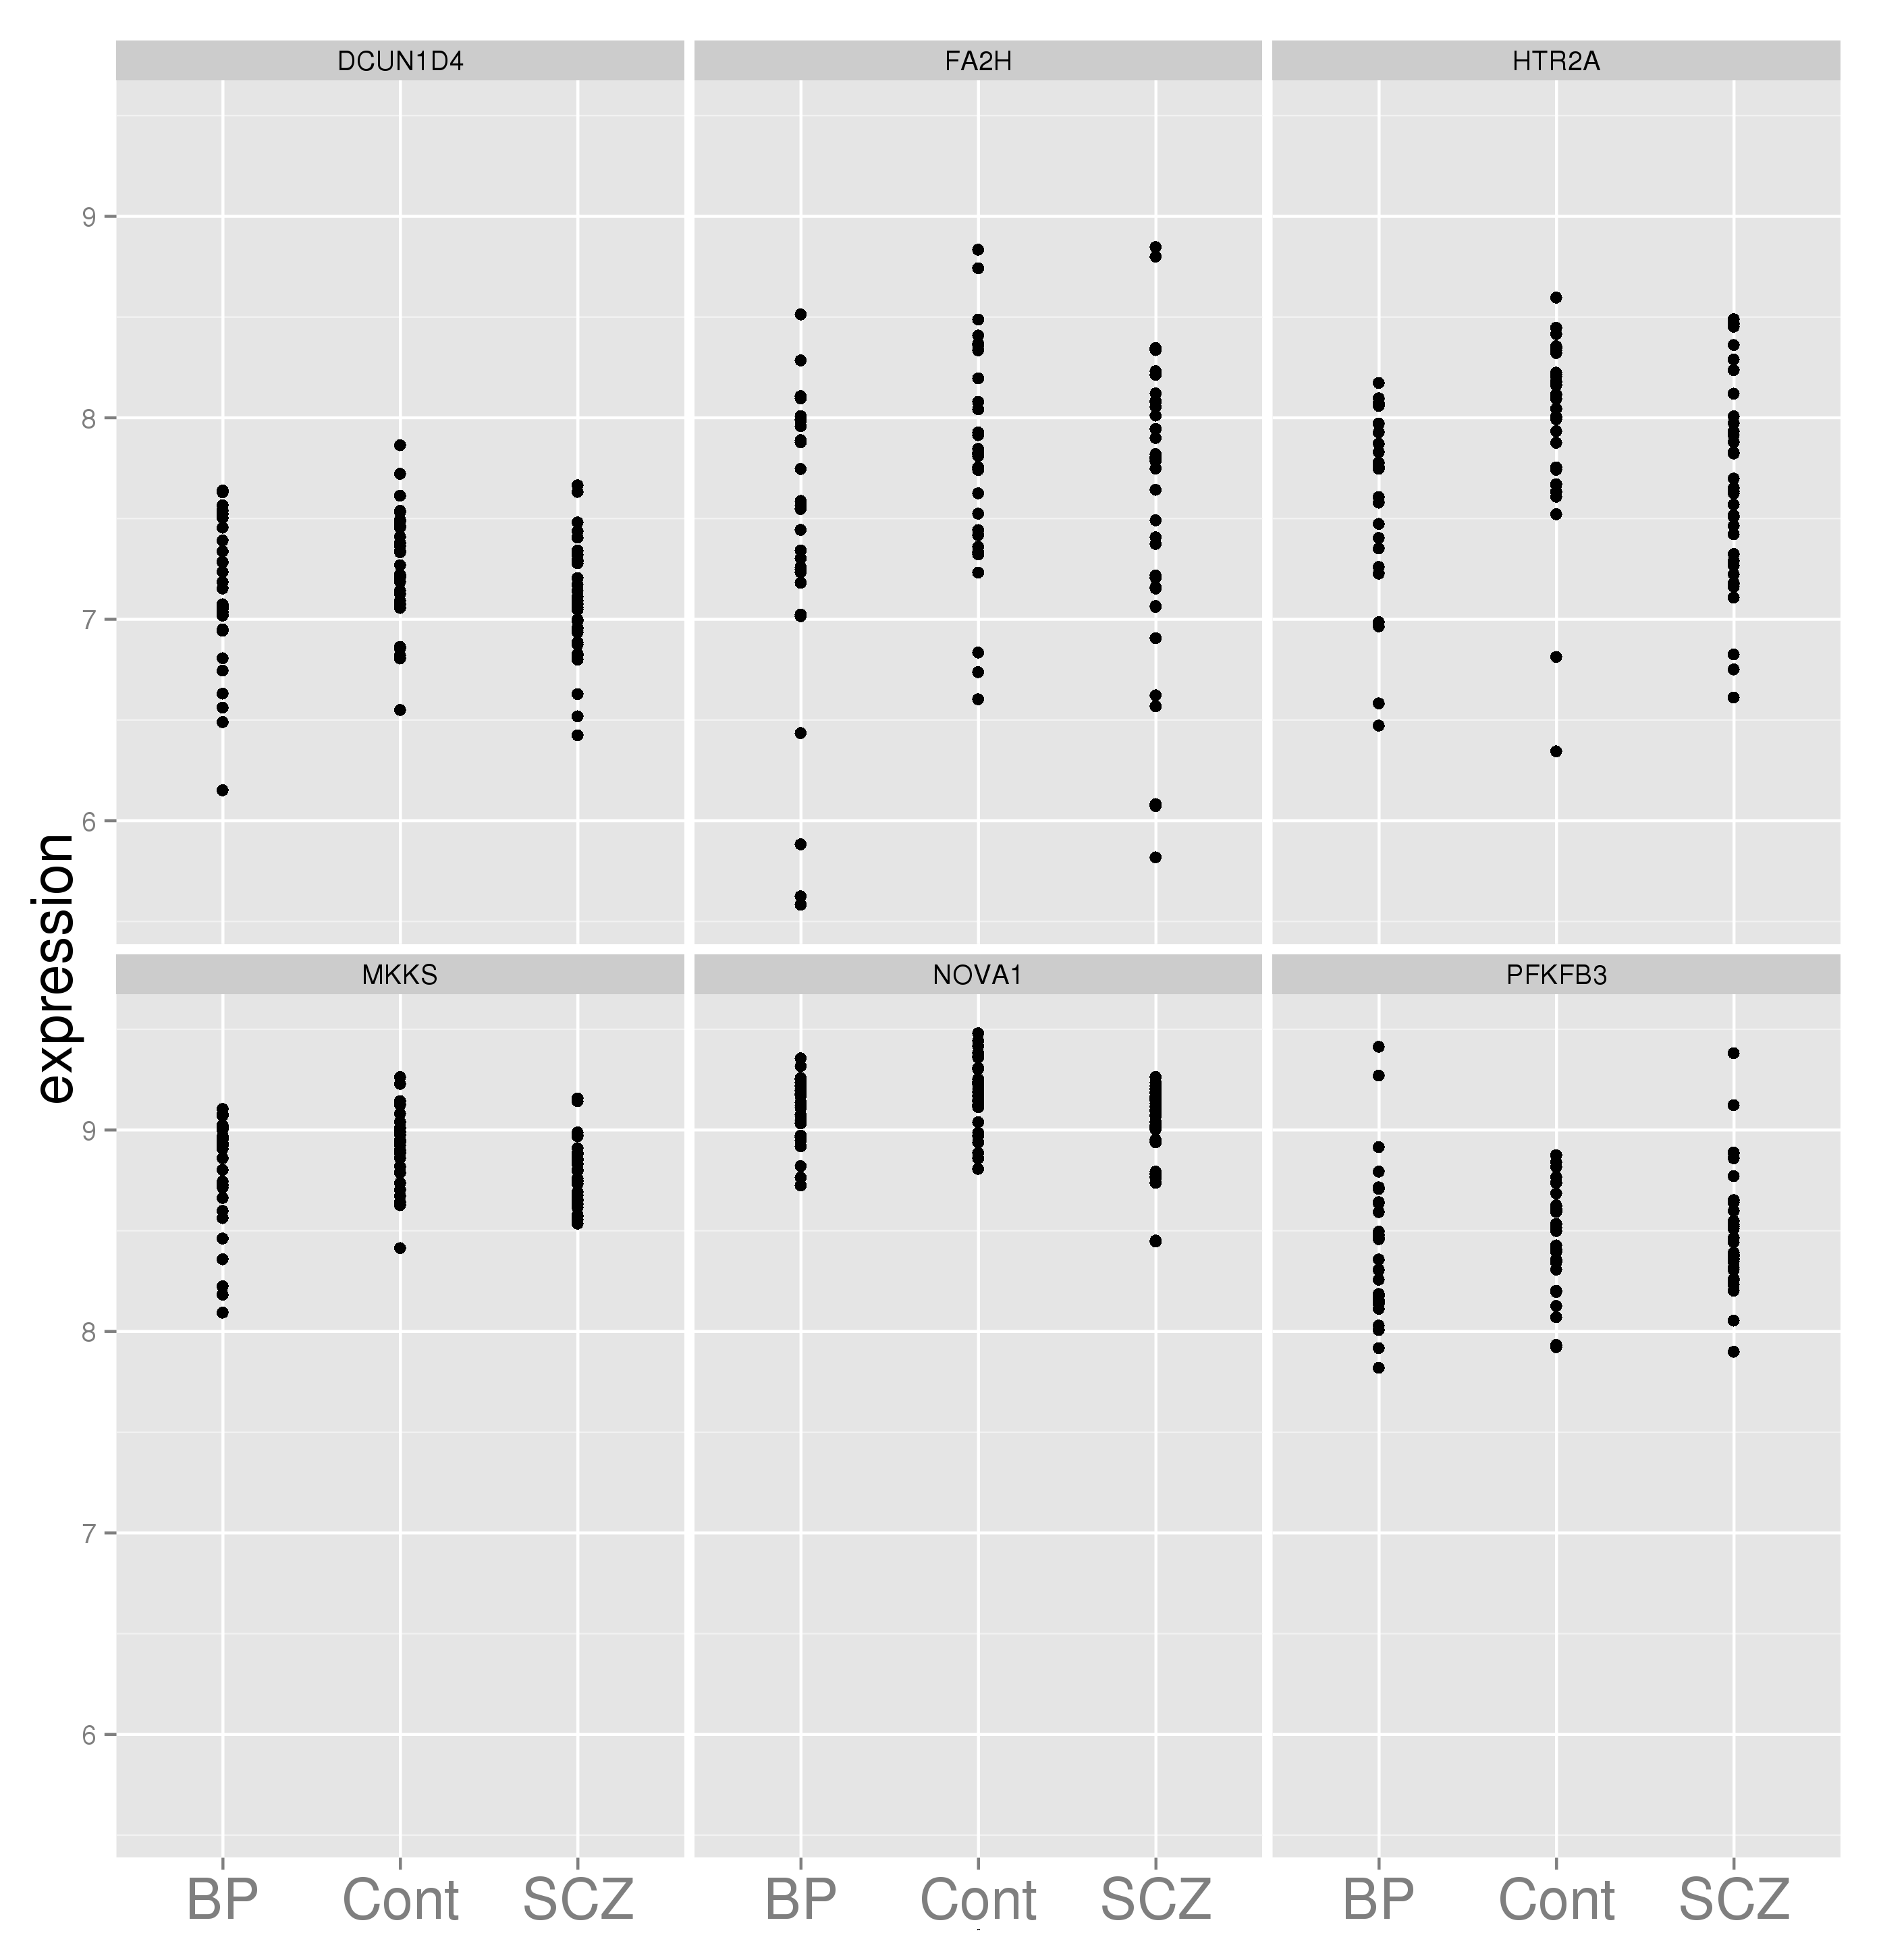 DCUN1D4 FA2H HTR2A
9
8
7
6
expression
MKKS NOVA1 PFKFB3
9
8
7
6
BP Cont SCZ BP Cont SCZ BP Cont SCZ